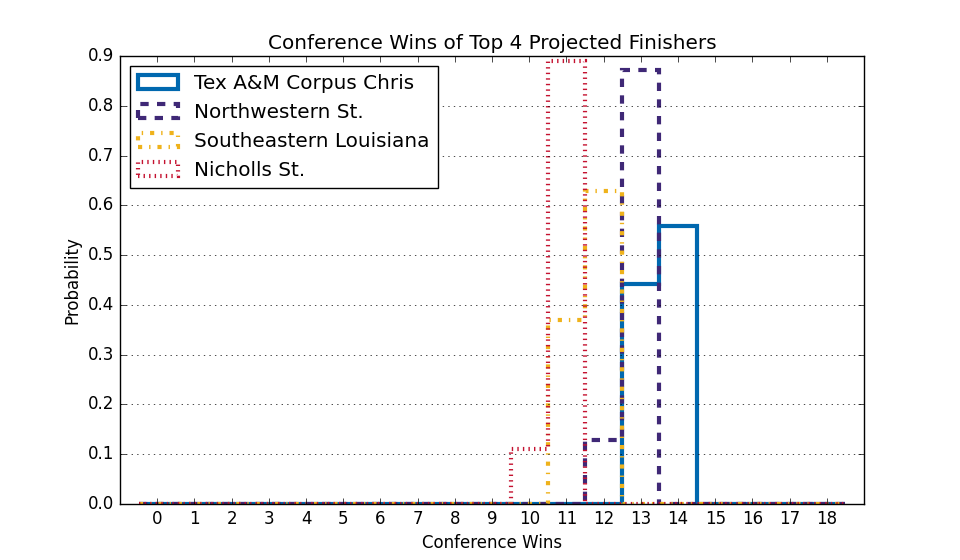 Conference Wins of Top 4 Projected Finishers
Tex A&M Corpus Chris
Northwestern St.
Southeastern Louisiana
Nicholls St.
Probability
0.9
0.8
0.7
0.6
0.5
0.4
0.3
0.2
0.1
0.0
0 1 2 3 4 5 6 7 8 9 10 11 12 13 14 15 16 17 18
Conference Wins